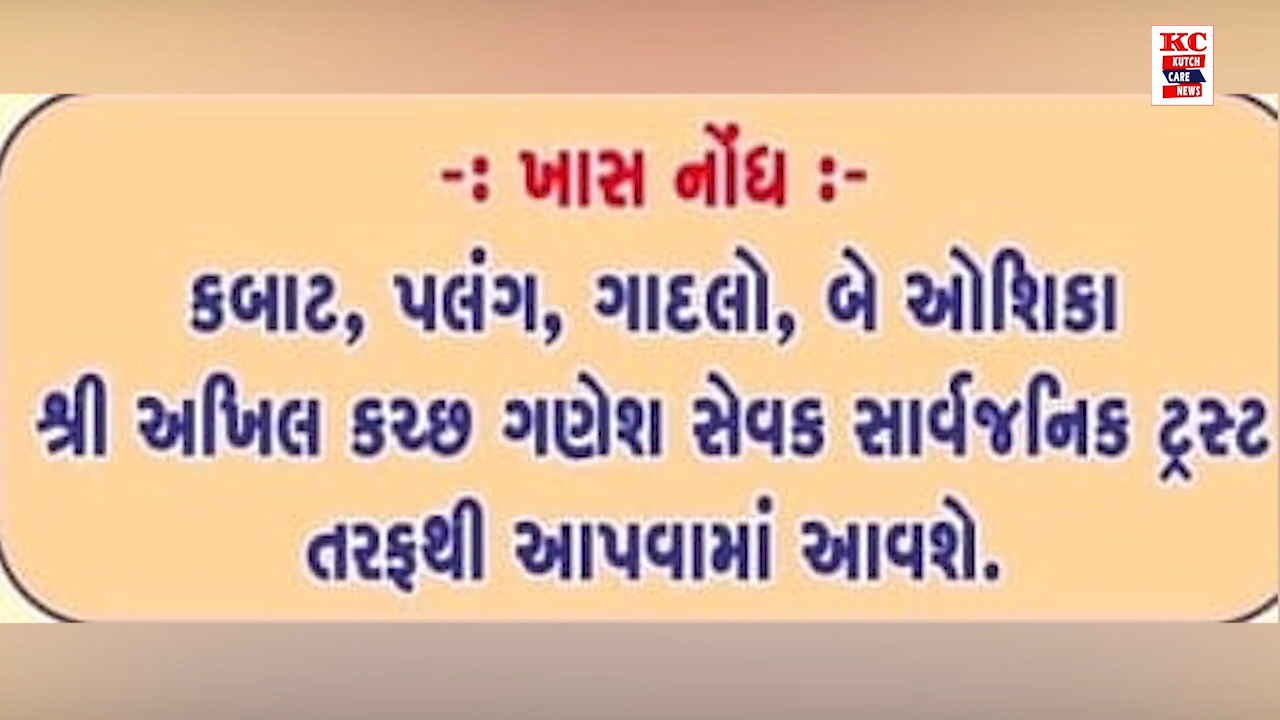 KC
KUTCH
CARE
NEWS
-ઃ ખાસ નોંધ ઃ-
કબાટ, પલંગ, ગાદલો, બે ઓશિકા
શ્રી અખિલ કચ્છ ગણેશ સેવક સાર્વજનિક ટ્રસ્ટ
તરફથી આપવામાં આવશે.